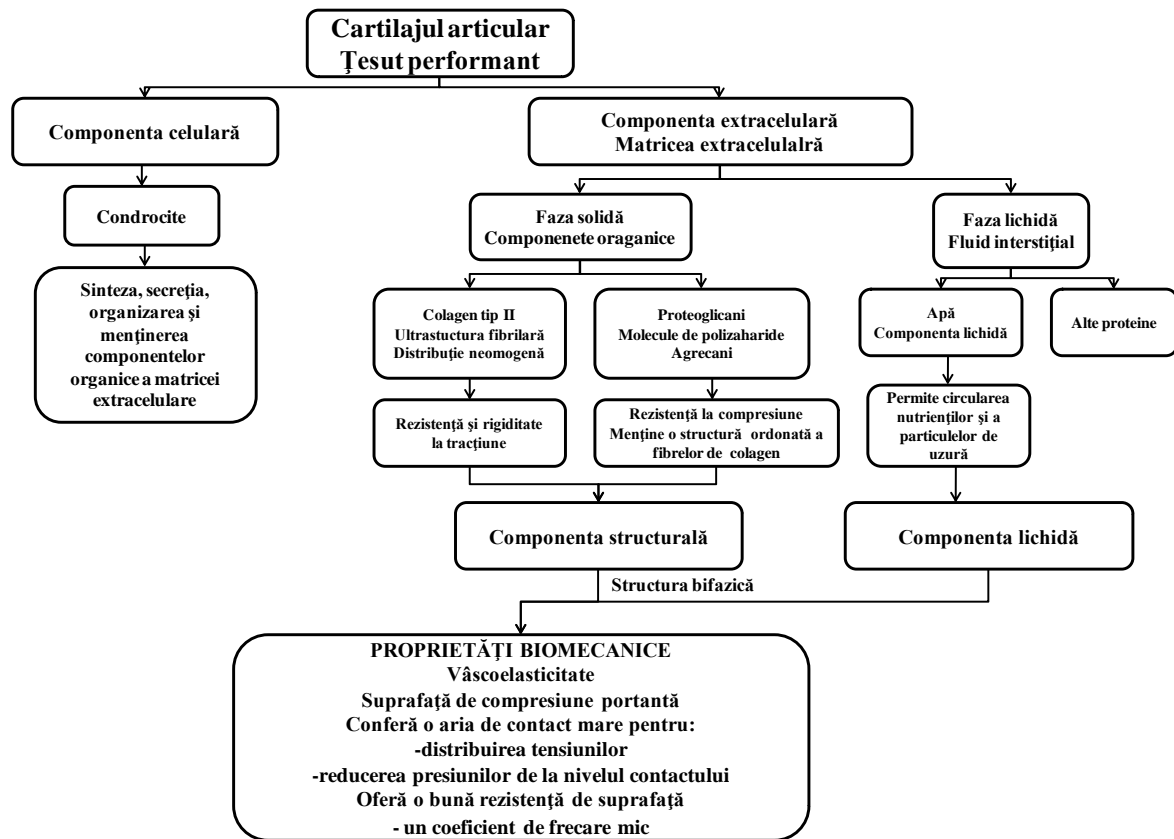 Cartilajul articular
Ţesut performant
Componenta celulară
Componenta extracelulară
Matricea extracelulalră
Condrocite
Faza solidă
Componenete oraganice
Faza lichidă
Fluid interstiţial
Sinteza, secreţia,
organizarea şi
menţinerea
componentelor
organice a matricei
extracelulare
Colagen tip II
Ultrastuctura fibrilară
Distribuţie neomogenă
Proteoglicani
Molecule de polizaharide
Agrecani
Apă
Componenta lichidă
Alte proteine
Rezistenţă şi rigiditate
la tracţiune
Rezistenţă la compresiune
Menţine o structură ordonată a
fibrelor de colagen
Permite circularea
nutrienţilor şi a
particulelor de
uzură
Componenta structurală
Componenta lichidă
Structura bifazică
PROPRIETĂŢI BIOMECANICE
Vâscoelasticitate
Suprafaţă de compresiune portantă
Conferă o aria de contact mare pentru:
-distribuirea tensiunilor
-reducerea presiunilor de la nivelul contactului
Oferă o bună rezistenţă de suprafaţă
- un coeficient de frecare mic